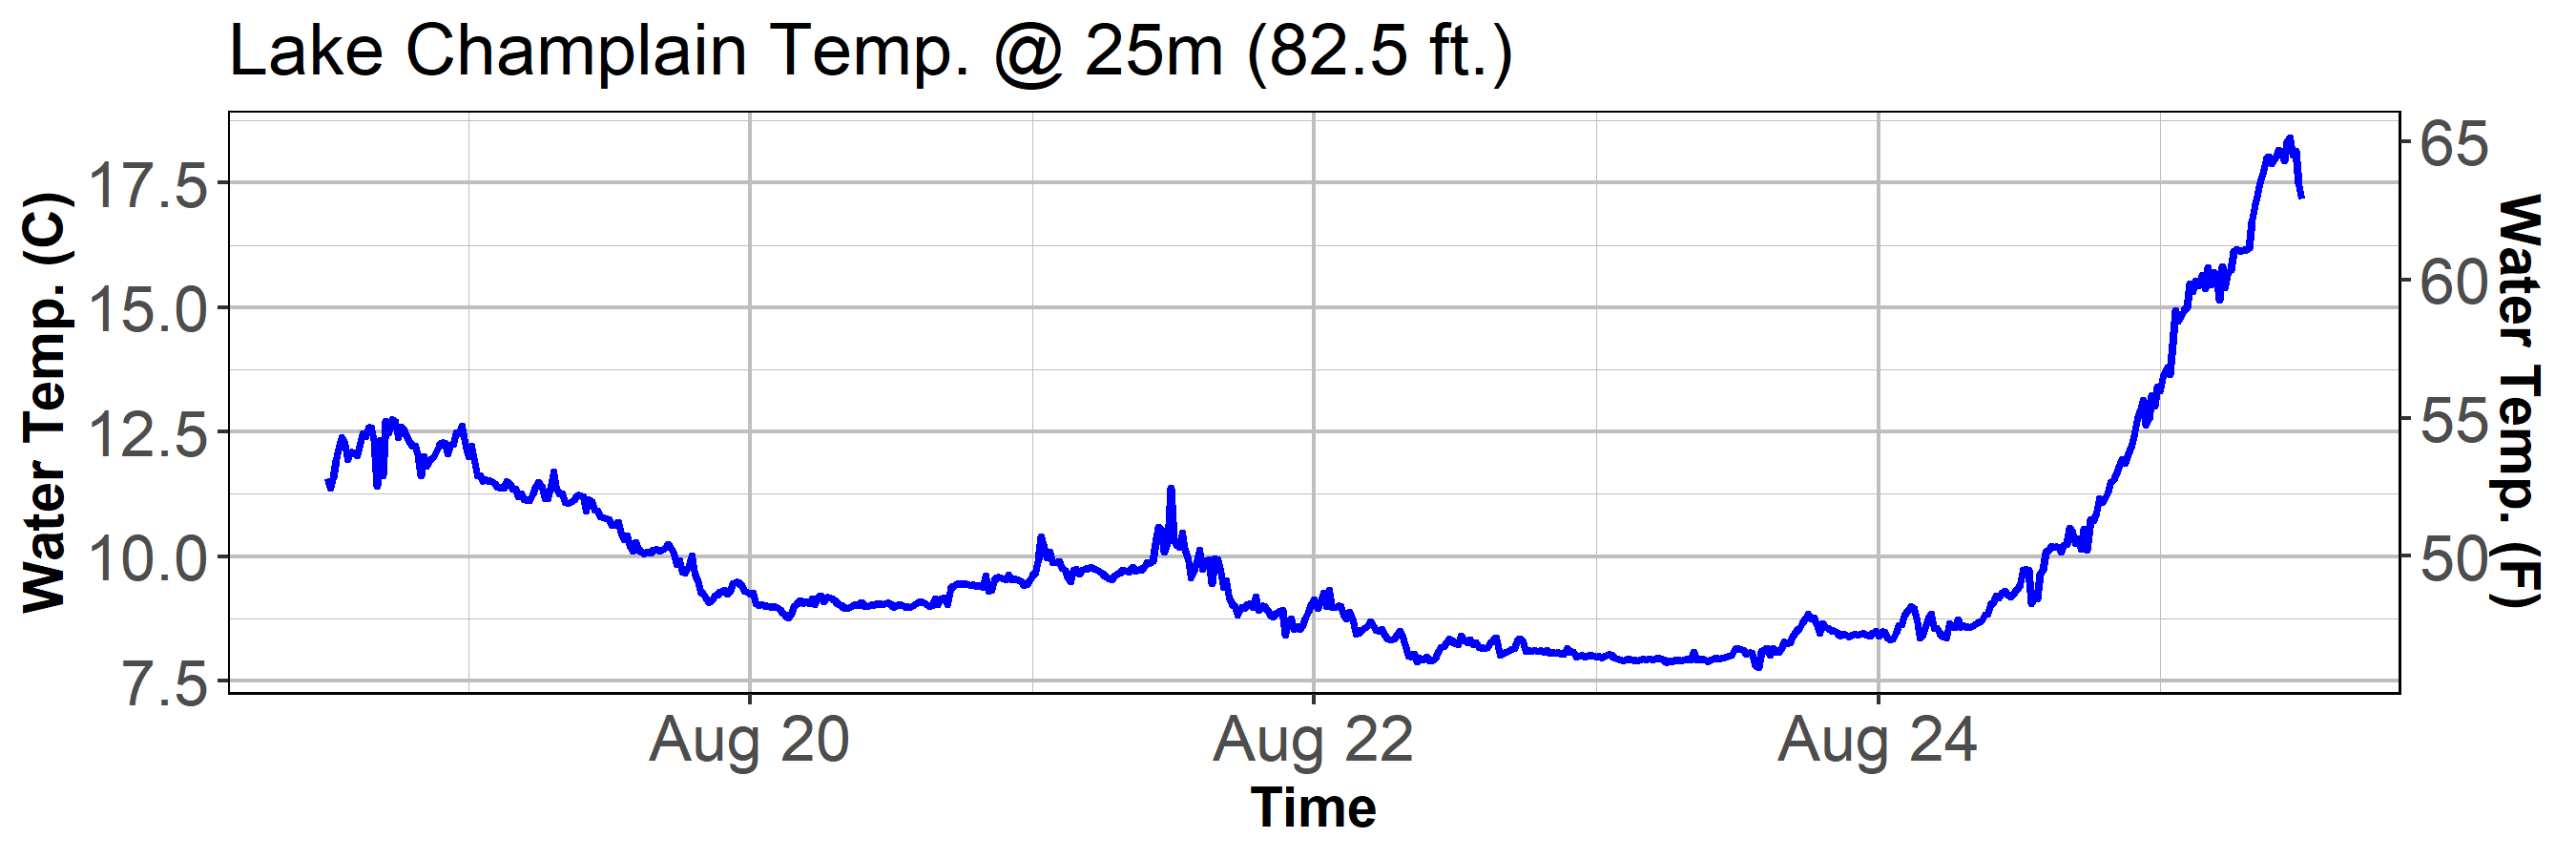 Lake Champlain Temp. @ 25m (82.5 ft.)
Water Temp. (C)
17.5
15.0
12.5
10.0
7.5
65
60
55
50
Water Temp. (F)
Aug 20
Aug 22
Aug 24
Time